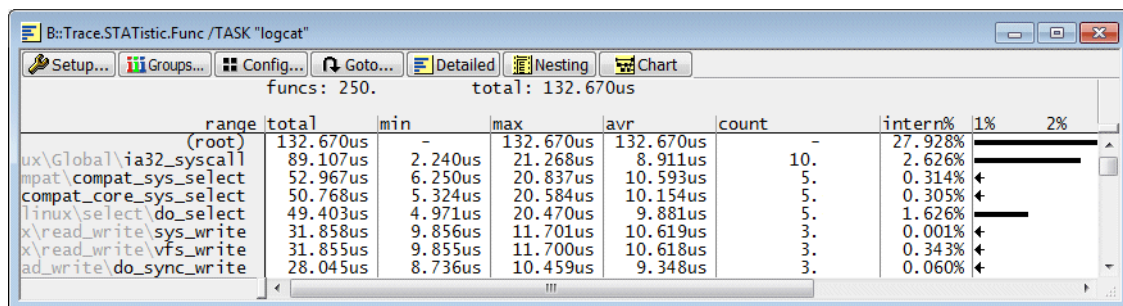 B::Trace.STATistic.Func /TASK "logcat"
Setup... Groups... Config... Goto... Detailed Nesting Chart
funcs: 250. total: 132.670us
range total min max avr count intern% 1% 2%
(root) 132.670us - 132.670us 132.670us - 27.928%
ux\Global\ia32_syscall 89.107us 2.240us 21.268us 8.911us 10. 2.626%
mpat\compat_sys_select 52.967us 6.250us 20.837us 10.593us 5. 0.314%
compat_core_sys_select 50.768us 5.324us 20.584us 10.154us 5. 0.305%
linux\select\do_select 49.403us 4.971us 20.470us 9.881us 5. 1.626%
x\read_write\sys_write 31.858us 9.856us 11.701us 10.619us 3. 0.001%
x\read_write\vfs_write 31.855us 9.855us 11.700us 10.618us 3. 0.343%
ad_write\do_sync_write 28.045us 8.736us 10.459us 9.348us 3. 0.060%